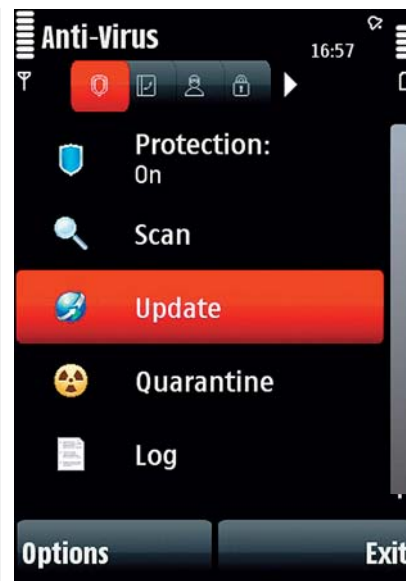 Anti-Virus
16:57
Protection:
On
Scan
Update
Quarantine
Log
Options
Exit